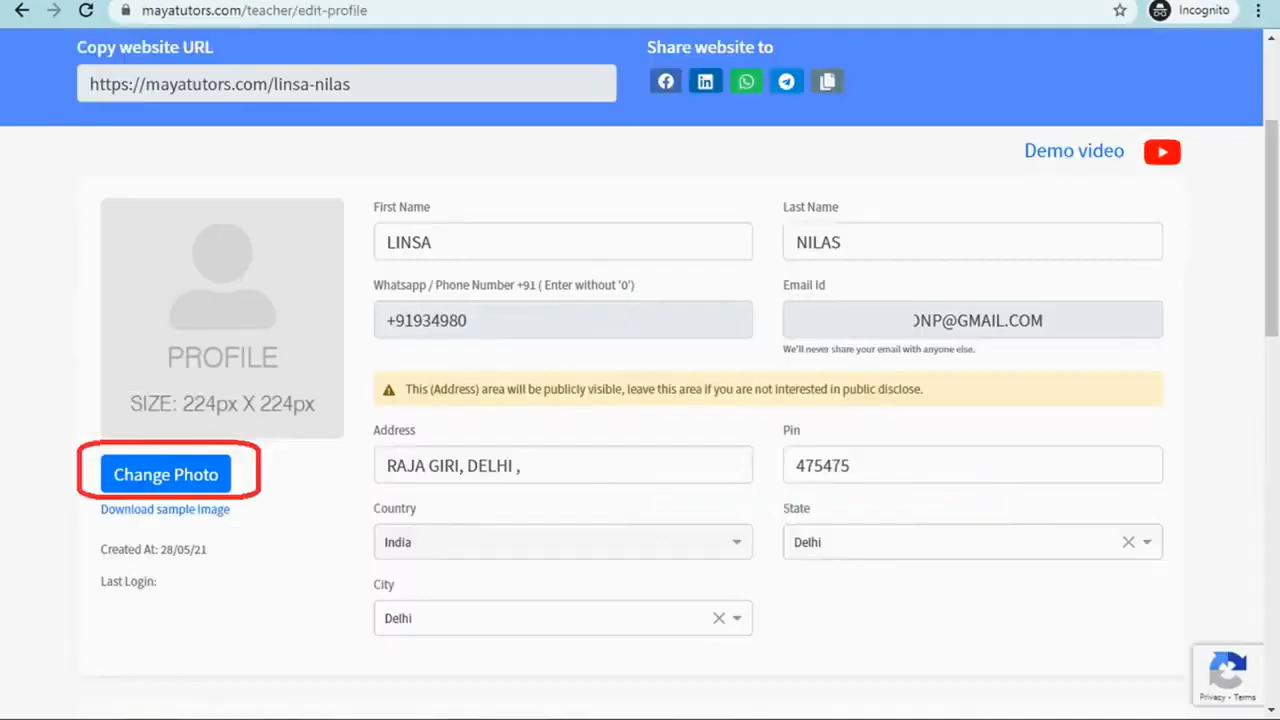 mayatutors.com/teacher/edit-profile
Incognito
Copy website URL
Share website to
https://mayatutors.com/linsa-nilas
Demo video
PROFILE
SIZE: 224px X 224px
Change Photo
Download sample Image
Created At: 28/05/21
Last Login:
First Name
Last Name
LINSA
NILAS
Whatsapp / Phone Number +91 ( Enter without '0')
Email Id
+91934980
NP@GMAIL.COM
We'll never share your email with anyone else.
This (Address) area will be publicly visible, leave this area if you are not interested in public disclose.
Address
Pin
RAJA GIRI, DELHI ,
475475
Country
State
India
Delhi
City
Delhi
Privacy - Terms